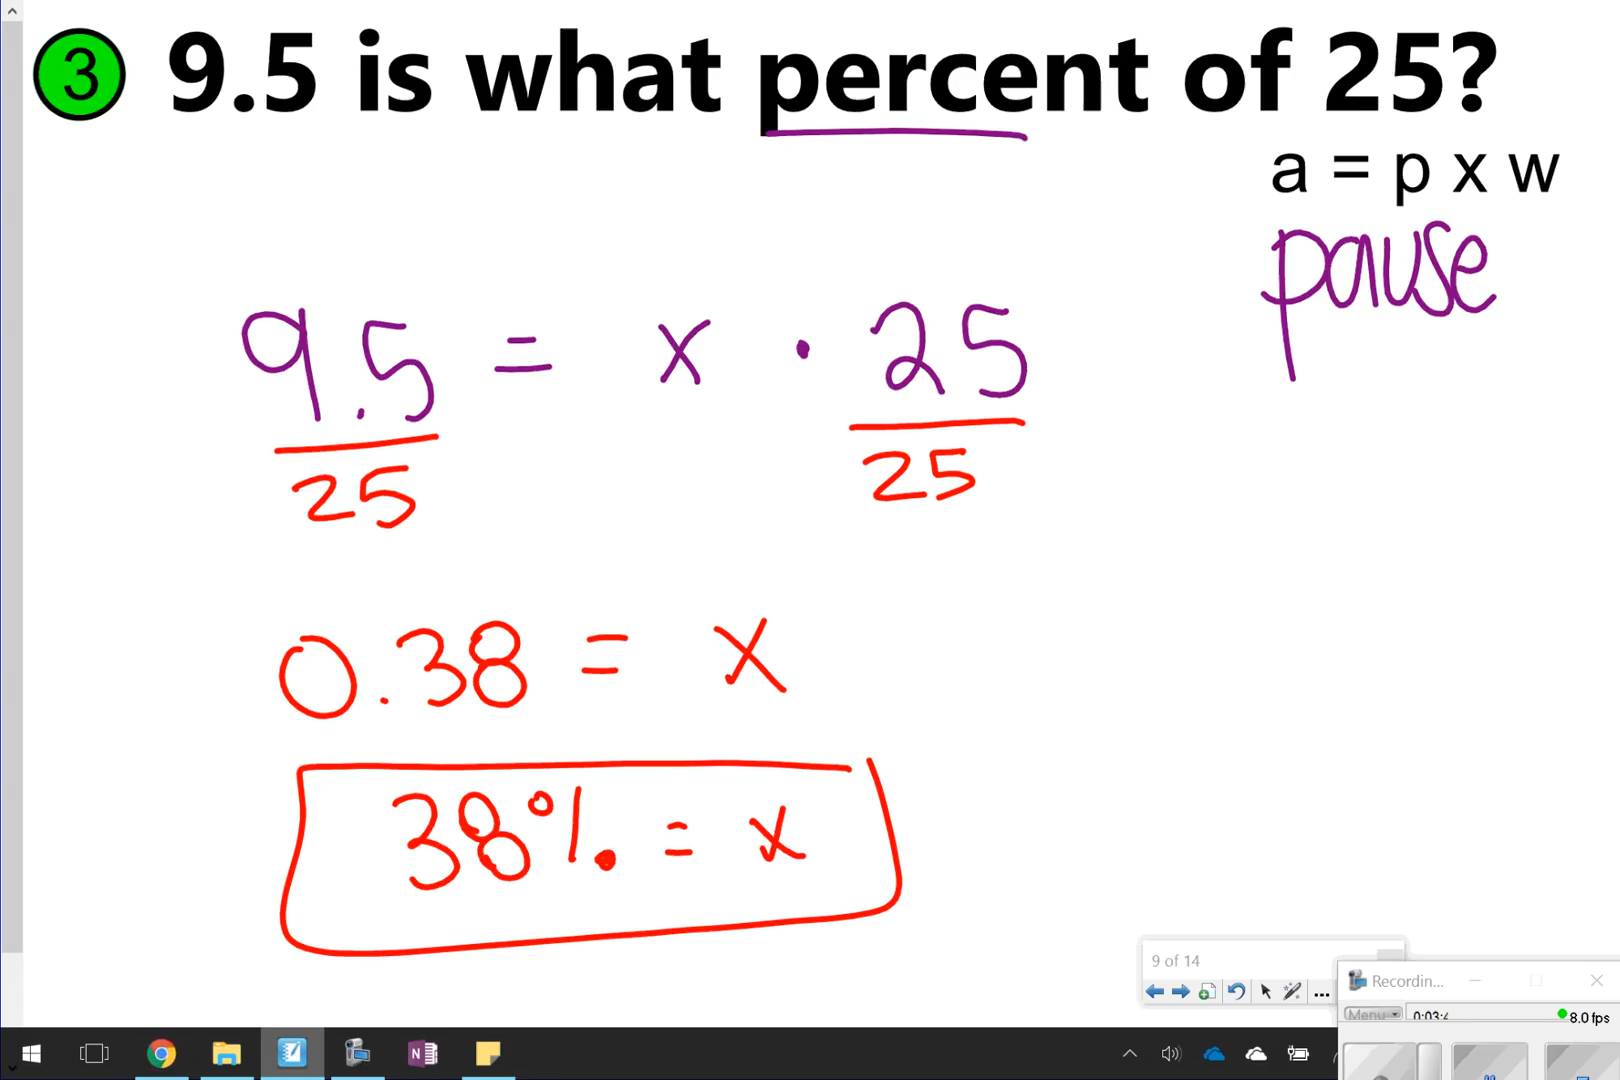 3 9.5 is what percent of 25?
a = p x w
pause
9.5 = x · 25
25 25
0.38 = x
38% = x
9 of 14
Recordin...
Menu
8.0 fps